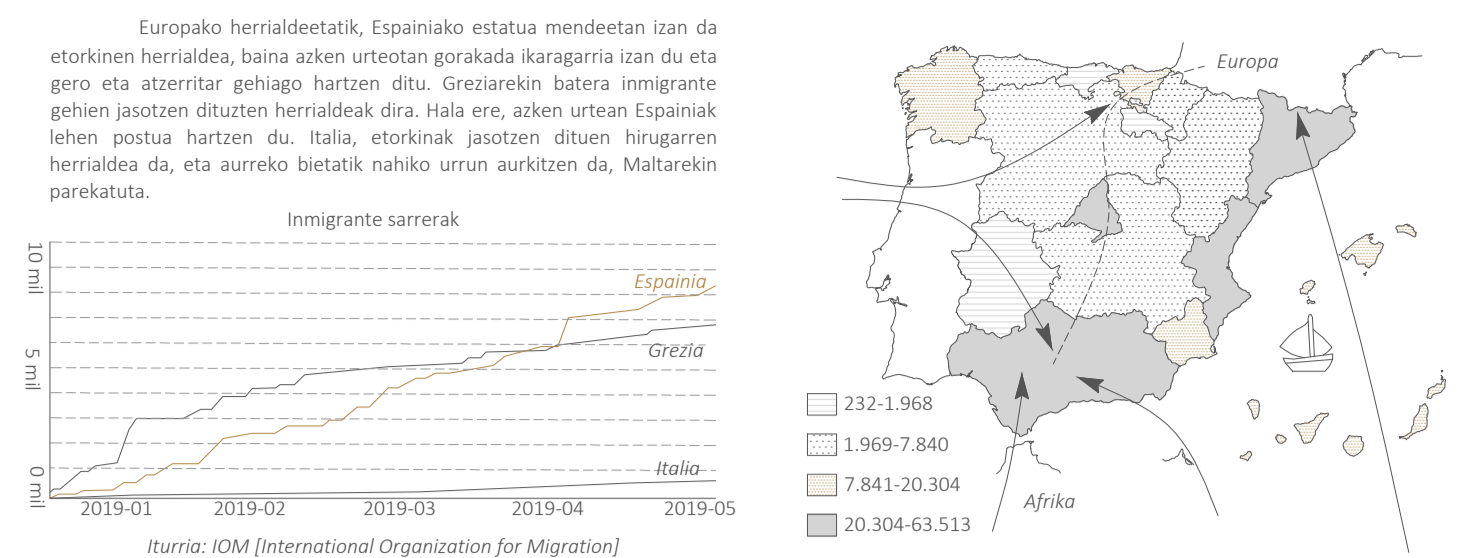 Europako herrialdeetatik, Espainiako estatua mendeetan izan da
etorkinen herrialdea, baina azken urteotan gorakada ikaragarria izan du eta
gero eta atzerritar gehiago hartzen ditu. Greziarekin batera inmigrante
gehien jasotzen dituzten herrialdeak dira. Hala ere, azken urtean Espainiak
lehen postua hartzen du. Italia, etorkinak jasotzen dituen hirugarren
herrialdea da, eta aurreko bietatik nahiko urrun aurkitzen da, Maltarekin
parekatuta.
Inmigrante sarrerak
10 mil
5 mil
0 mil
Espainia
Grezia
Italia
2019-01
2019-02
2019-03
2019-04
2019-05
Iturria: IOM [International Organization for Migration]
Europa
Afrika
232-1.968
1.969-7.840
7.841-20.304
20.304-63.513